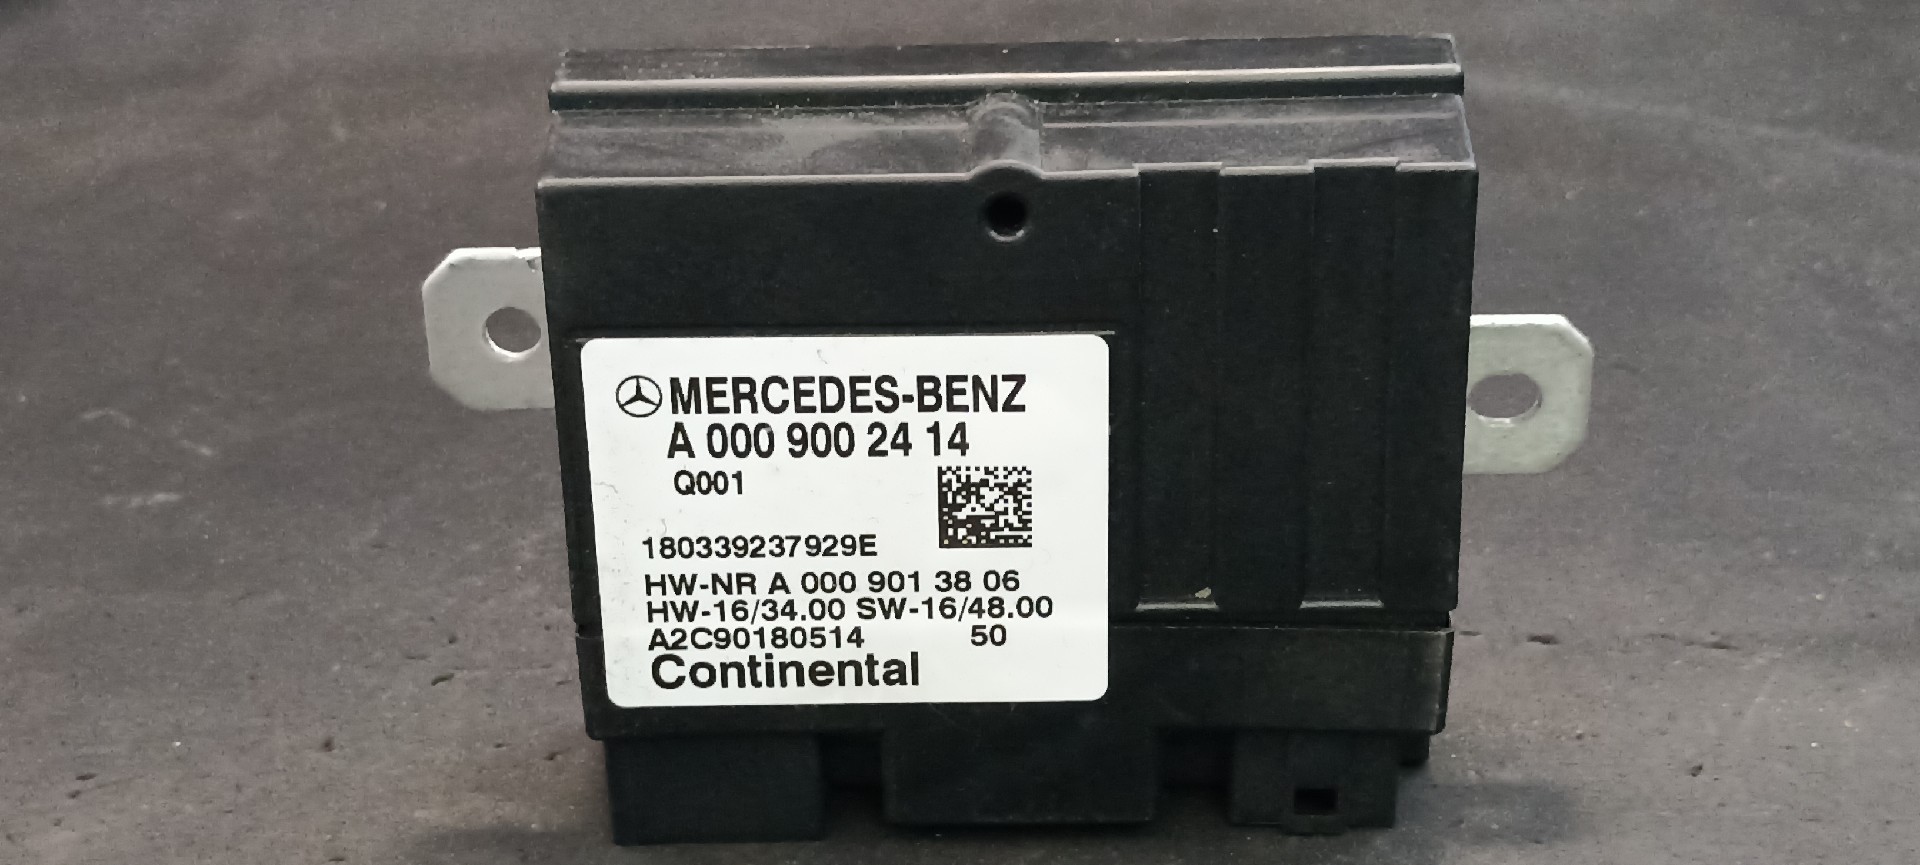 MERCEDES-BENZ
A 000 900 24 14
Q001
180339237929E
HW-NR A 000 901 38 06
HW-16/34.00 SW-16/48.00
A2C90180514 50
Continental